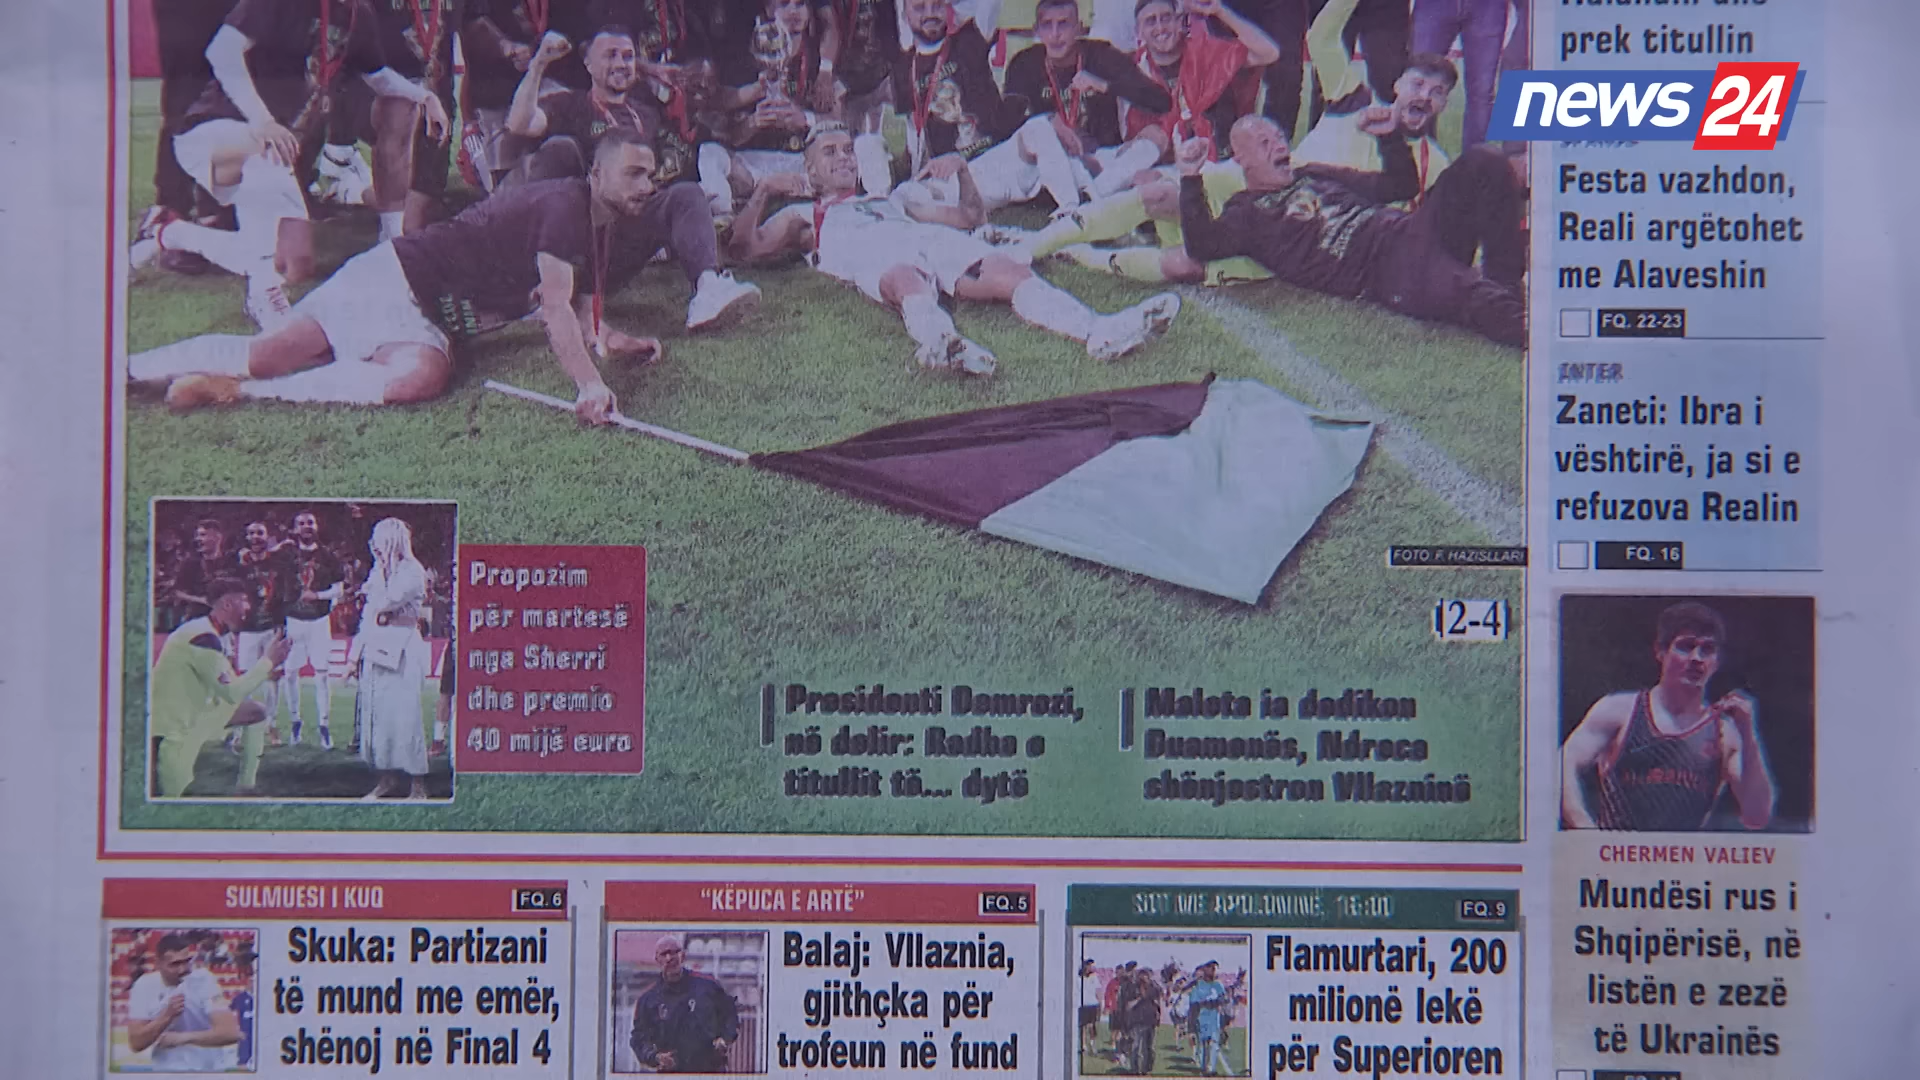 prek titullin
news 24
Festa vazhdon,
Reali argëtohet
me Alaveshin
FQ. 22-23
INTER
Zaneti: Ibra i
vështirë, ja si e
refuzova Realin
FQ. 16
FOTO F. HAZISLLARI
(2-4)
Propozim
për martesë
nga Sherri
dhe premio
40 mijë euro
Presidenti Demrozi,
në delir: Radha e
titullit të... dytë
Malota ia dedikon
Duamenës, Ndreca
shënjestron Vllazninë
CHERMEN VALIEV
Mundësi rus i
Shqipërisë, në
listën e zezë
të Ukrainës
SULMUESI I KUQ
FQ. 6
Skuka: Partizani
të mund me emër,
shënoj në Final 4
“KËPUCA E ARTË”
FQ. 5
Balaj: Vllaznia,
gjithçka për
trofeun në fund
FQ. 9
Flamurtari, 200
milionë lekë
për Superioren